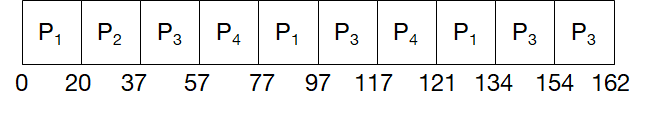 P₁ P₂ P₃ P₄ P₁ P₃ P₄ P₁ P₃ P₃
0 20 37 57 77 97 117 121 134 154 162